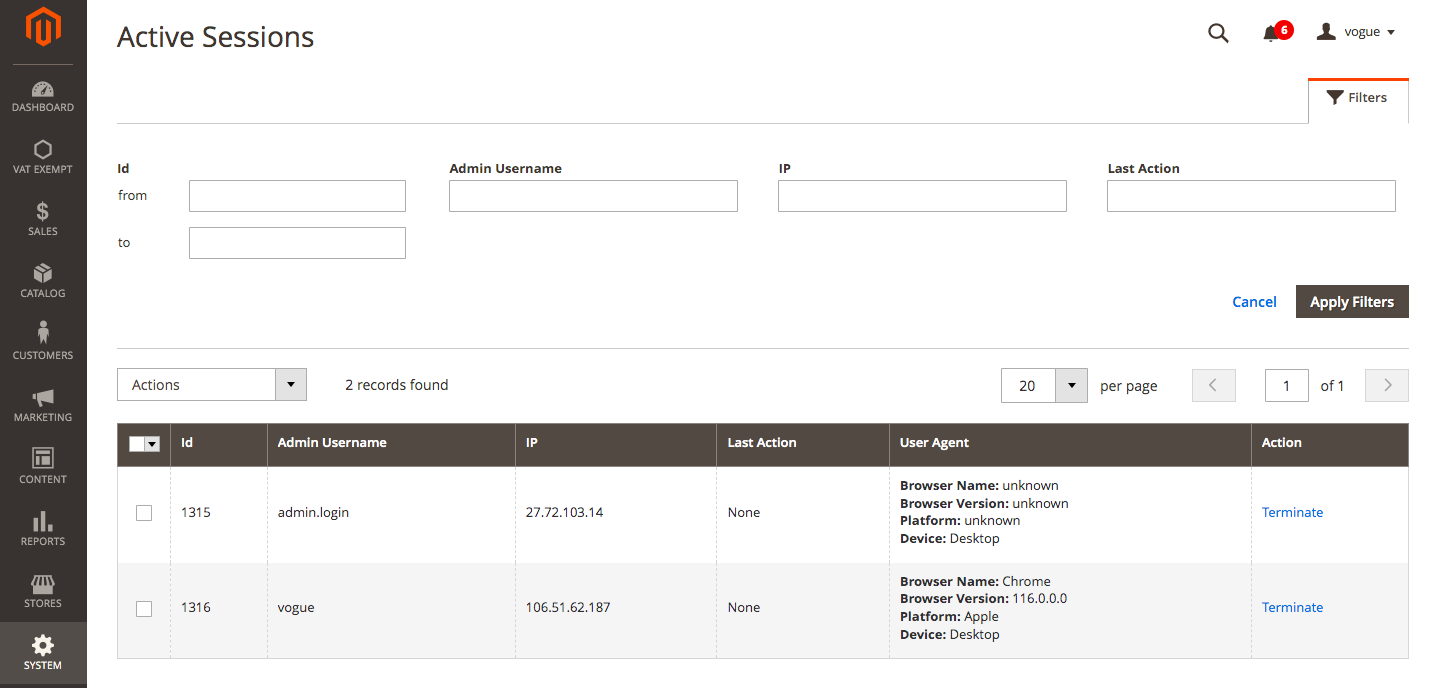 Active Sessions
6
vogue
Filters
DASHBOARD
VAT EXEMPT
SALES
CATALOG
CUSTOMERS
MARKETING
CONTENT
REPORTS
STORES
SYSTEM
Id
from
to
Admin Username
IP
Last Action
Cancel
Apply Filters
Actions
2 records found
20
per page
1
of 1
Id Admin Username IP Last Action User Agent Action
1315 admin.login 27.72.103.14 None
Browser Name: unknown
Browser Version: unknown
Platform: unknown
Device: Desktop
Terminate
1316 vogue 106.51.62.187 None
Browser Name: Chrome
Browser Version: 116.0.0.0
Platform: Apple
Device: Desktop
Terminate